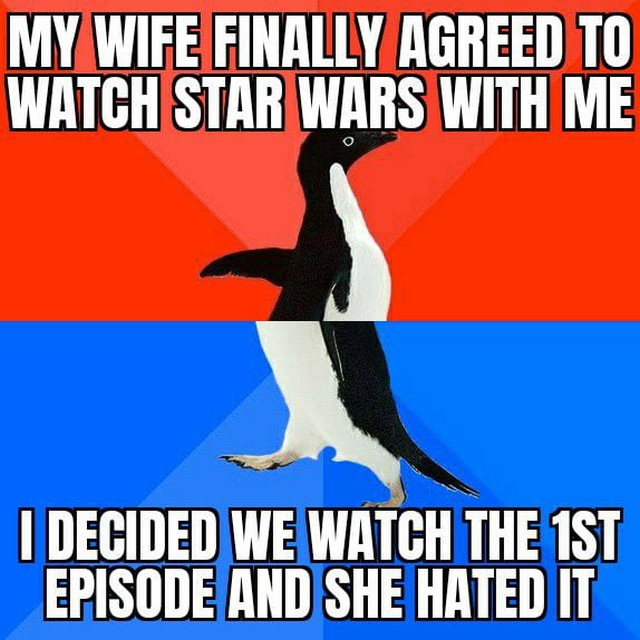 MY WIFE FINALLY AGREED TO
WATCH STAR WARS WITH ME
I DECIDED WE WATCH THE 1ST
EPISODE AND SHE HATED IT